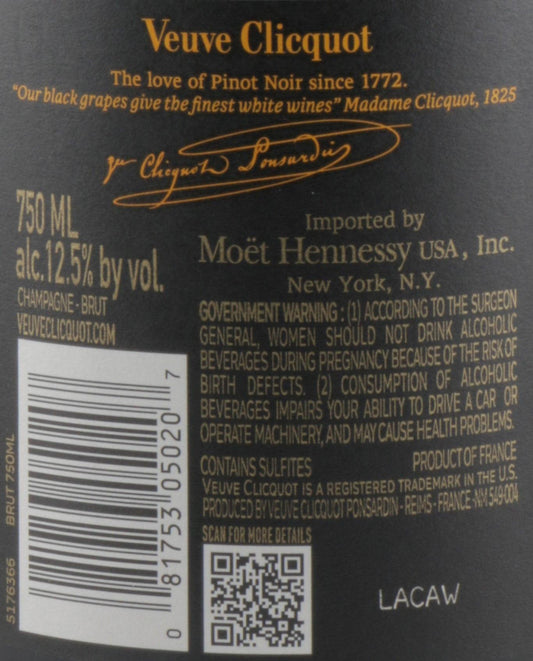 Veuve Clicquot
The love of Pinot Noir since 1772.
"Our black grapes give the finest white wines" Madame Clicquot, 1825
Vve Clicquot Ponsardin
750 ML
alc.12.5% by vol.
CHAMPAGNE - BRUT
VEUVECLICQUOT.COM
Imported by
Moët Hennessy USA, Inc.
New York, N.Y.
GOVERNMENT WARNING : (1) ACCORDING TO THE SURGEON
GENERAL, WOMEN SHOULD NOT DRINK ALCOHOLIC
BEVERAGES DURING PREGNANCY BECAUSE OF THE RISK OF
BIRTH DEFECTS. (2) CONSUMPTION OF ALCOHOLIC
BEVERAGES IMPAIRS YOUR ABILITY TO DRIVE A CAR OR
OPERATE MACHINERY, AND MAY CAUSE HEALTH PROBLEMS.
CONTAINS SULFITES PRODUCT OF FRANCE
VEUVE CLICQUOT IS A REGISTERED TRADEMARK IN THE U.S.
PRODUCED BY VEUVE CLICQUOT PONSARDIN - REIMS - FRANCE - NM 549-004
SCAN FOR MORE DETAILS
5176366 BRUT 750ML
0 81753 05020 7
LACAW